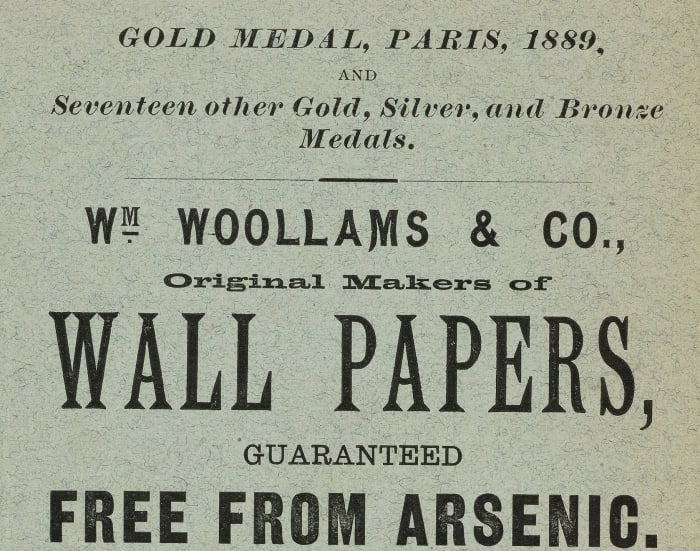 GOLD MEDAL, PARIS, 1889,
AND
Seventeen other Gold, Silver, and Bronze
Medals.
WM WOOLLAMS & CO.,
Original Makers of
WALL PAPERS,
GUARANTEED
FREE FROM ARSENIC.